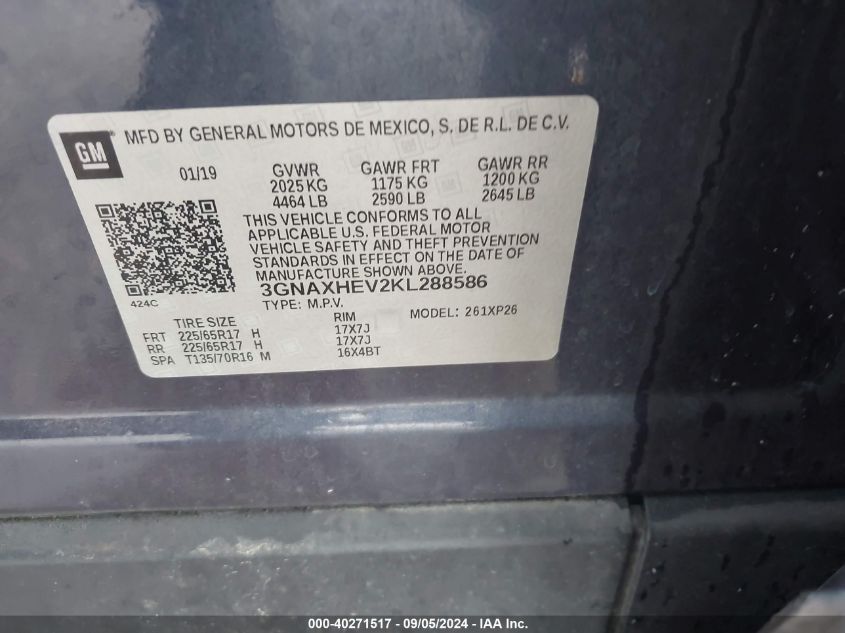 GM
MFD BY GENERAL MOTORS DE MEXICO, S. DE R.L. DE C.V.
01/19 GVWR GAWR FRT GAWR RR
2025 KG 1175 KG 1200 KG
4464 LB 2590 LB 2645 LB
THIS VEHICLE CONFORMS TO ALL
APPLICABLE U.S. FEDERAL MOTOR
VEHICLE SAFETY AND THEFT PREVENTION
STANDARDS IN EFFECT ON THE DATE OF
MANUFACTURE SHOWN ABOVE.
424C 3GNAXHEV2KL288586
TYPE: M.P.V. MODEL: 261XP26
TIRE SIZE RIM
FRT 225/65R17 H 17X7J
RR 225/65R17 H 17X7J
SPA T135/70R16 M 16X4BT
000-40271517 - 09/05/2024 - IAA Inc.